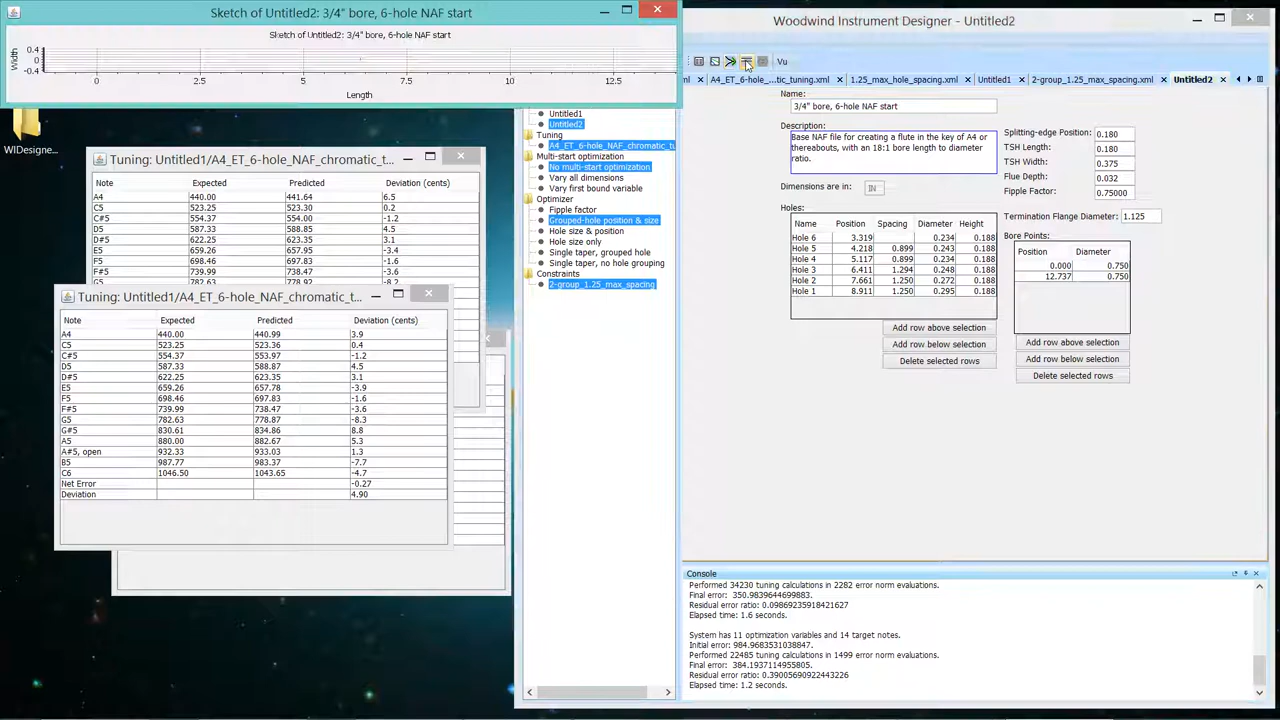 Sketch of Untitled2: 3/4" bore, 6-hole NAF start
Sketch of Untitled2: 3/4" bore, 6-hole NAF start
Width
0.4
-0.4
0 2.5 5 7.5 10 12.5
Length
Woodwind Instrument Designer - Untitled2
Vu
A4_ET_6-hole_...tic_tuning.xml 1.25_max_hole_spacing.xml Untitled1 2-group_1.25_max_spacing.xml Untitled2
WIDesigne...
Untitled1
Untitled2
Tuning
A4_ET_6-hole_NAF_chromatic_tu
Multi-start optimization
No multi-start optimization
Vary all dimensions
Vary first bound variable
Optimizer
Fipple factor
Grouped-hole position & size
Hole size & position
Hole size only
Single taper, grouped hole
Single taper, no hole grouping
Constraints
2-group_1.25_max_spacing
Name:
3/4" bore, 6-hole NAF start
Description:
Base NAF file for creating a flute in the key of A4 or
thereabouts, with an 18:1 bore length to diameter
ratio.
Dimensions are in: IN
Splitting-edge Position: 0.180
TSH Length: 0.180
TSH Width: 0.375
Flue Depth: 0.032
Fipple Factor: 0.75000
Termination Flange Diameter: 1.125
Holes:
Name Position Spacing Diameter Height
Hole 6 3.319 0.234 0.188
Hole 5 4.218 0.899 0.243 0.188
Hole 4 5.117 0.899 0.234 0.188
Hole 3 6.411 1.294 0.248 0.188
Hole 2 7.661 1.250 0.272 0.188
Hole 1 8.911 1.250 0.295 0.188
Add row above selection
Add row below selection
Delete selected rows
Bore Points:
Position Diameter
0.000 0.750
12.737 0.750
Add row above selection
Add row below selection
Delete selected rows
Tuning: Untitled1/A4_ET_6-hole_NAF_chromatic_t...
Note Expected Predicted Deviation (cents)
A4 440.00 441.64 6.5
C5 523.25 523.30 0.2
C#5 554.37 554.00 -1.2
D5 587.33 588.85 4.5
D#5 622.25 623.35 3.1
E5 659.26 657.95 -3.4
F5 698.46 697.83 -1.6
F#5 739.99 738.47 -3.6
Tuning: Untitled1/A4_ET_6-hole_NAF_chromatic_t...
Note Expected Predicted Deviation (cents)
A4 440.00 440.99 3.9
C5 523.25 523.36 0.4
C#5 554.37 553.97 -1.2
D5 587.33 588.87 4.5
D#5 622.25 623.35 3.1
E5 659.26 657.78 -3.9
F5 698.46 697.83 -1.6
F#5 739.99 738.47 -3.6
G5 782.63 778.87 -8.3
G#5 830.61 834.86 8.8
A5 880.00 882.67 5.3
A#5, open 932.33 933.03 1.3
B5 987.77 983.37 -7.7
C6 1046.50 1043.65 -4.7
Net Error -0.27
Deviation 4.90
Console
Performed 34230 tuning calculations in 2282 error norm evaluations.
Final error: 350.9839644699883.
Residual error ratio: 0.09869235918421627
Elapsed time: 1.6 seconds.
System has 11 optimization variables and 14 target notes.
Initial error: 984.9683531038847.
Performed 22485 tuning calculations in 1499 error norm evaluations.
Final error: 384.1937114955805.
Residual error ratio: 0.39005690922443226
Elapsed time: 1.2 seconds.